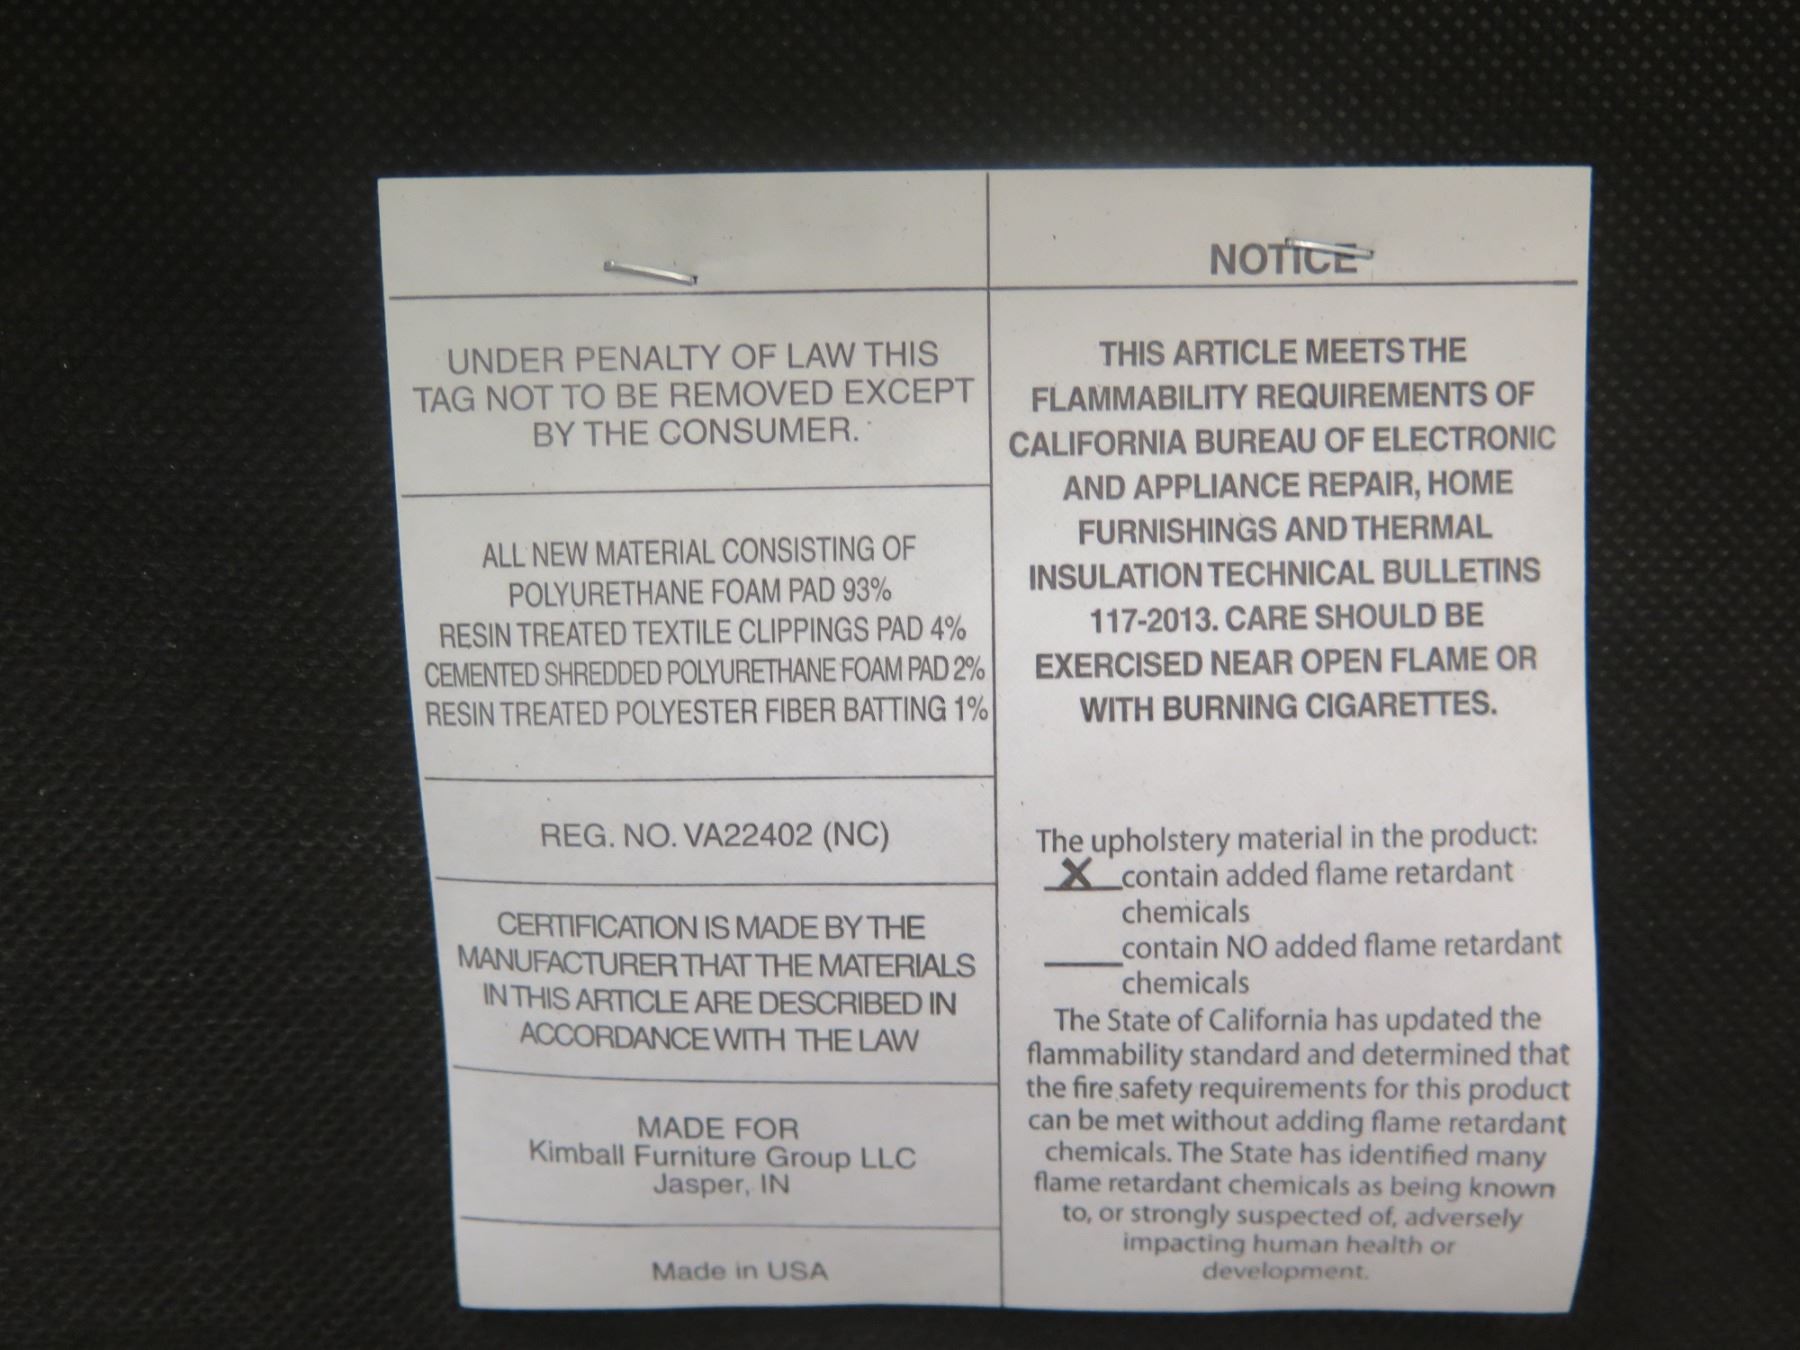 UNDER PENALTY OF LAW THIS
TAG NOT TO BE REMOVED EXCEPT
BY THE CONSUMER.
ALL NEW MATERIAL CONSISTING OF
POLYURETHANE FOAM PAD 93%
RESIN TREATED TEXTILE CLIPPINGS PAD 4%
CEMENTED SHREDDED POLYURETHANE FOAM PAD 2%
RESIN TREATED POLYESTER FIBER BATTING 1%
REG. NO. VA22402 (NC)
CERTIFICATION IS MADE BY THE
MANUFACTURER THAT THE MATERIALS
IN THIS ARTICLE ARE DESCRIBED IN
ACCORDANCE WITH THE LAW
MADE FOR
Kimball Furniture Group LLC
Jasper, IN
Made in USA
NOTICE
THIS ARTICLE MEETS THE
FLAMMABILITY REQUIREMENTS OF
CALIFORNIA BUREAU OF ELECTRONIC
AND APPLIANCE REPAIR, HOME
FURNISHINGS AND THERMAL
INSULATION TECHNICAL BULLETINS
117-2013. CARE SHOULD BE
EXERCISED NEAR OPEN FLAME OR
WITH BURNING CIGARETTES.
The upholstery material in the product:
X contain added flame retardant
chemicals
____contain NO added flame retardant
chemicals
The State of California has updated the
flammability standard and determined that
the fire safety requirements for this product
can be met without adding flame retardant
chemicals. The State has identified many
flame retardant chemicals as being known
to, or strongly suspected of, adversely
impacting human health or
development.